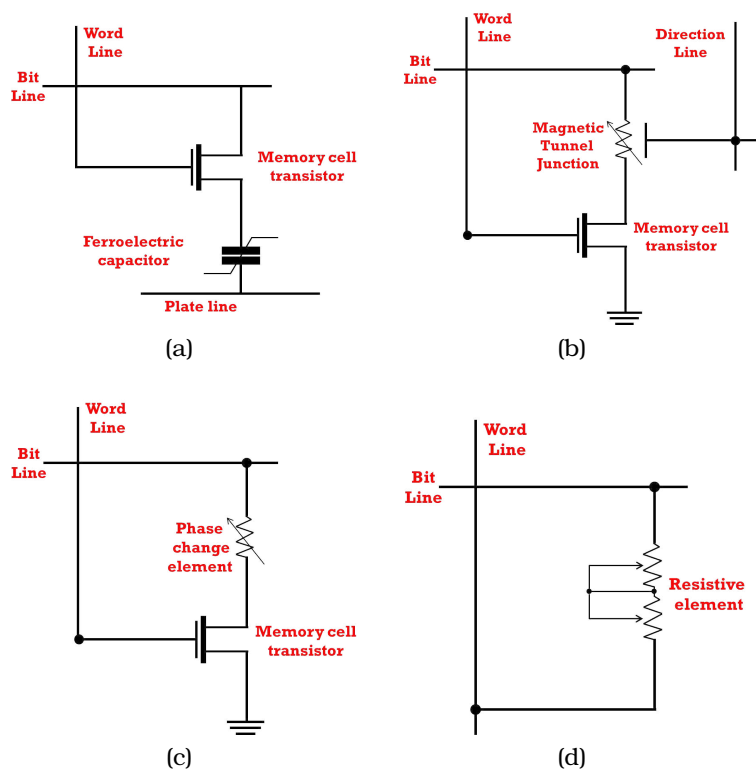 Word
Line
Bit
Line
Memory cell
transistor
Ferroelectric
capacitor
Plate line
(a)
Word
Line
Direction
Line
Bit
Line
Magnetic
Tunnel
Junction
Memory cell
transistor
(b)
Word
Line
Bit
Line
Phase
change
element
Memory cell
transistor
(c)
Word
Line
Bit
Line
Resistive
element
(d)